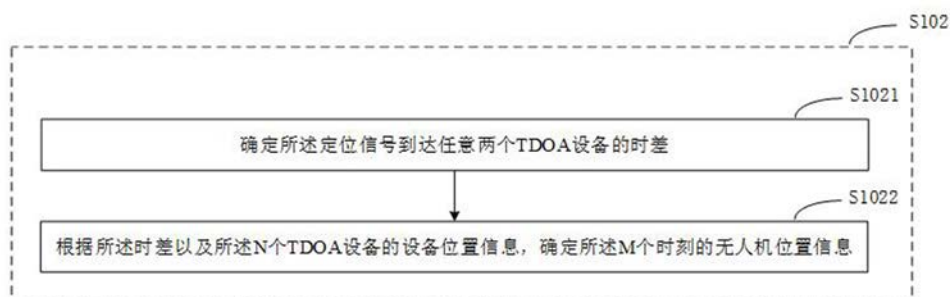 S102
S1021
确定所述定位信号到达任意两个TDOA设备的时差
S1022
根据所述时差以及所述N个TDOA设备的设备位置信息，确定所述M个时刻的无人机位置信息